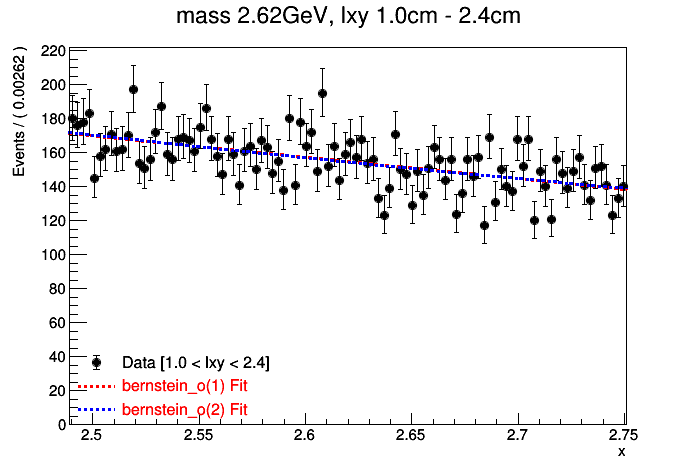 mass 2.62GeV, lxy 1.0cm - 2.4cm
Events / ( 0.00262 )
220
200
180
160
140
120
100
80
60
40
20
0
Data [1.0 < lxy < 2.4]
bernstein_o(1) Fit
bernstein_o(2) Fit
2.5 2.55 2.6 2.65 2.7 2.75
x